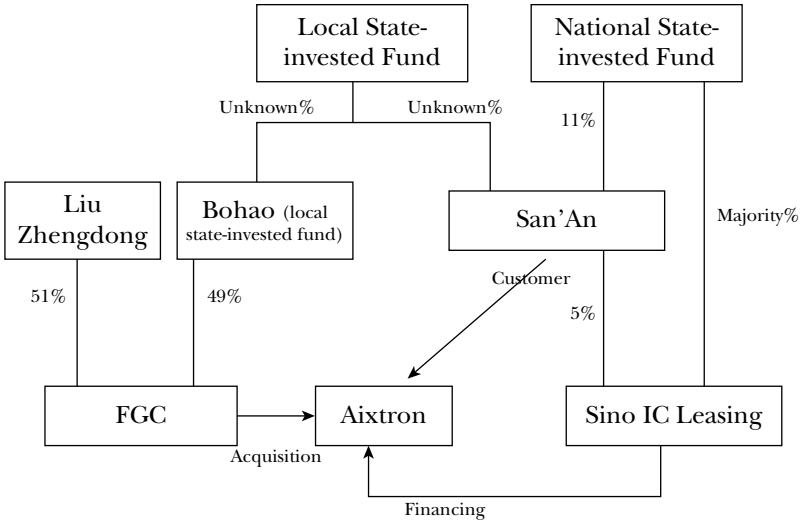 Local State-
invested Fund
National State-
invested Fund
Unknown%
Unknown%
11%
Liu
Zhengdong
Bohao (local
state-invested fund)
San’An
Majority%
Customer
51%
49%
5%
FGC
Aixtron
Sino IC Leasing
Acquisition
Financing